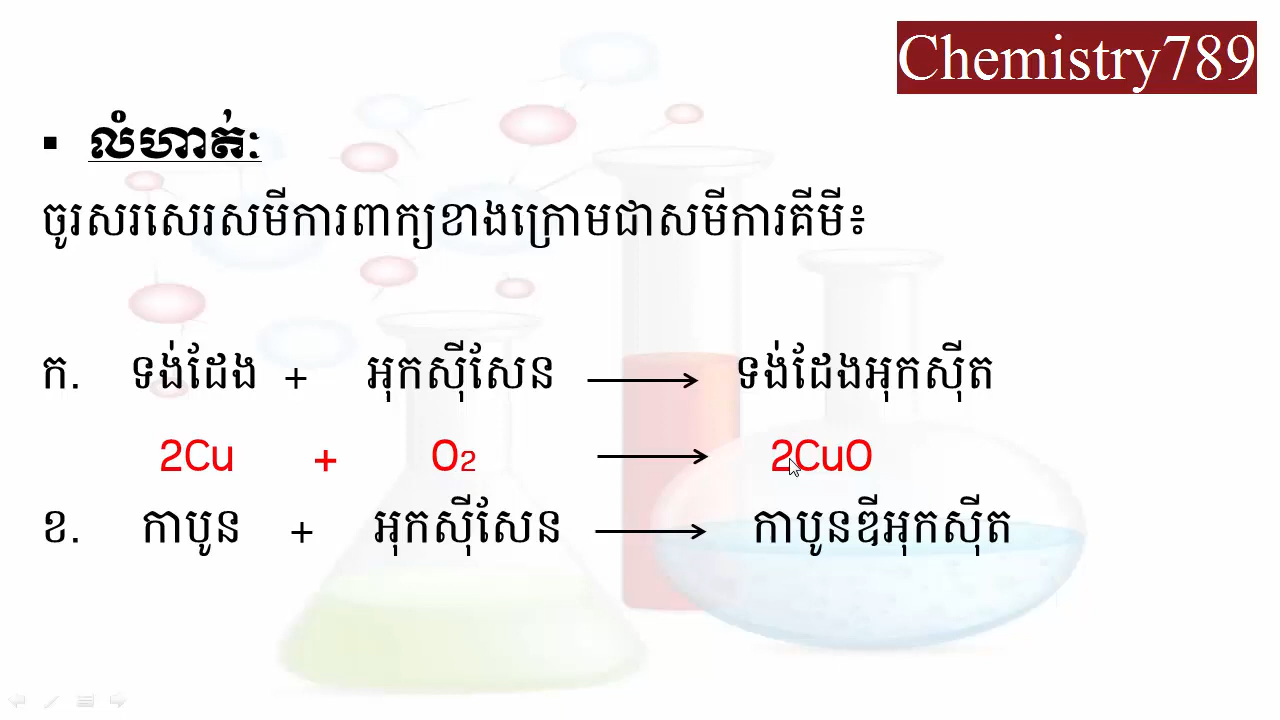 Chemistry789
▪ លំហាត់ៈ
ចូរសរសេរសមីការពាក្យខាងក្រោមជាសមីការគីមី៖
ក. ទង់ដែង + អុកស៊ីសែន ⟶ ទង់ដែងអុកស៊ីត
2Cu + O₂ ⟶ 2CuO
ខ. កាបូន + អុកស៊ីសែន ⟶ កាបូនឌីអុកស៊ីត